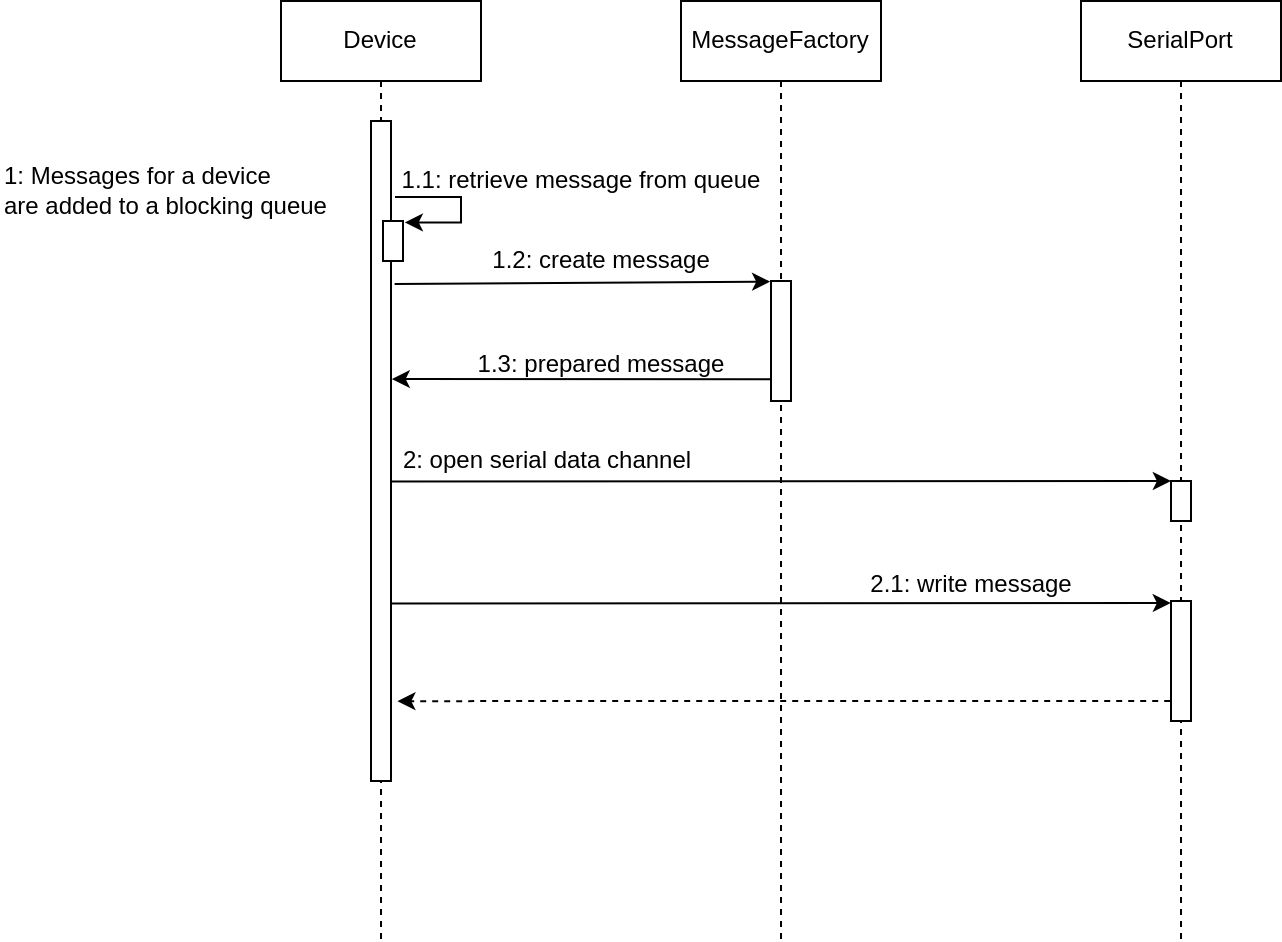 Device
MessageFactory
SerialPort
1: Messages for a device
are added to a blocking queue
1.1: retrieve message from queue
1.2: create message
1.3: prepared message
2: open serial data channel
2.1: write message